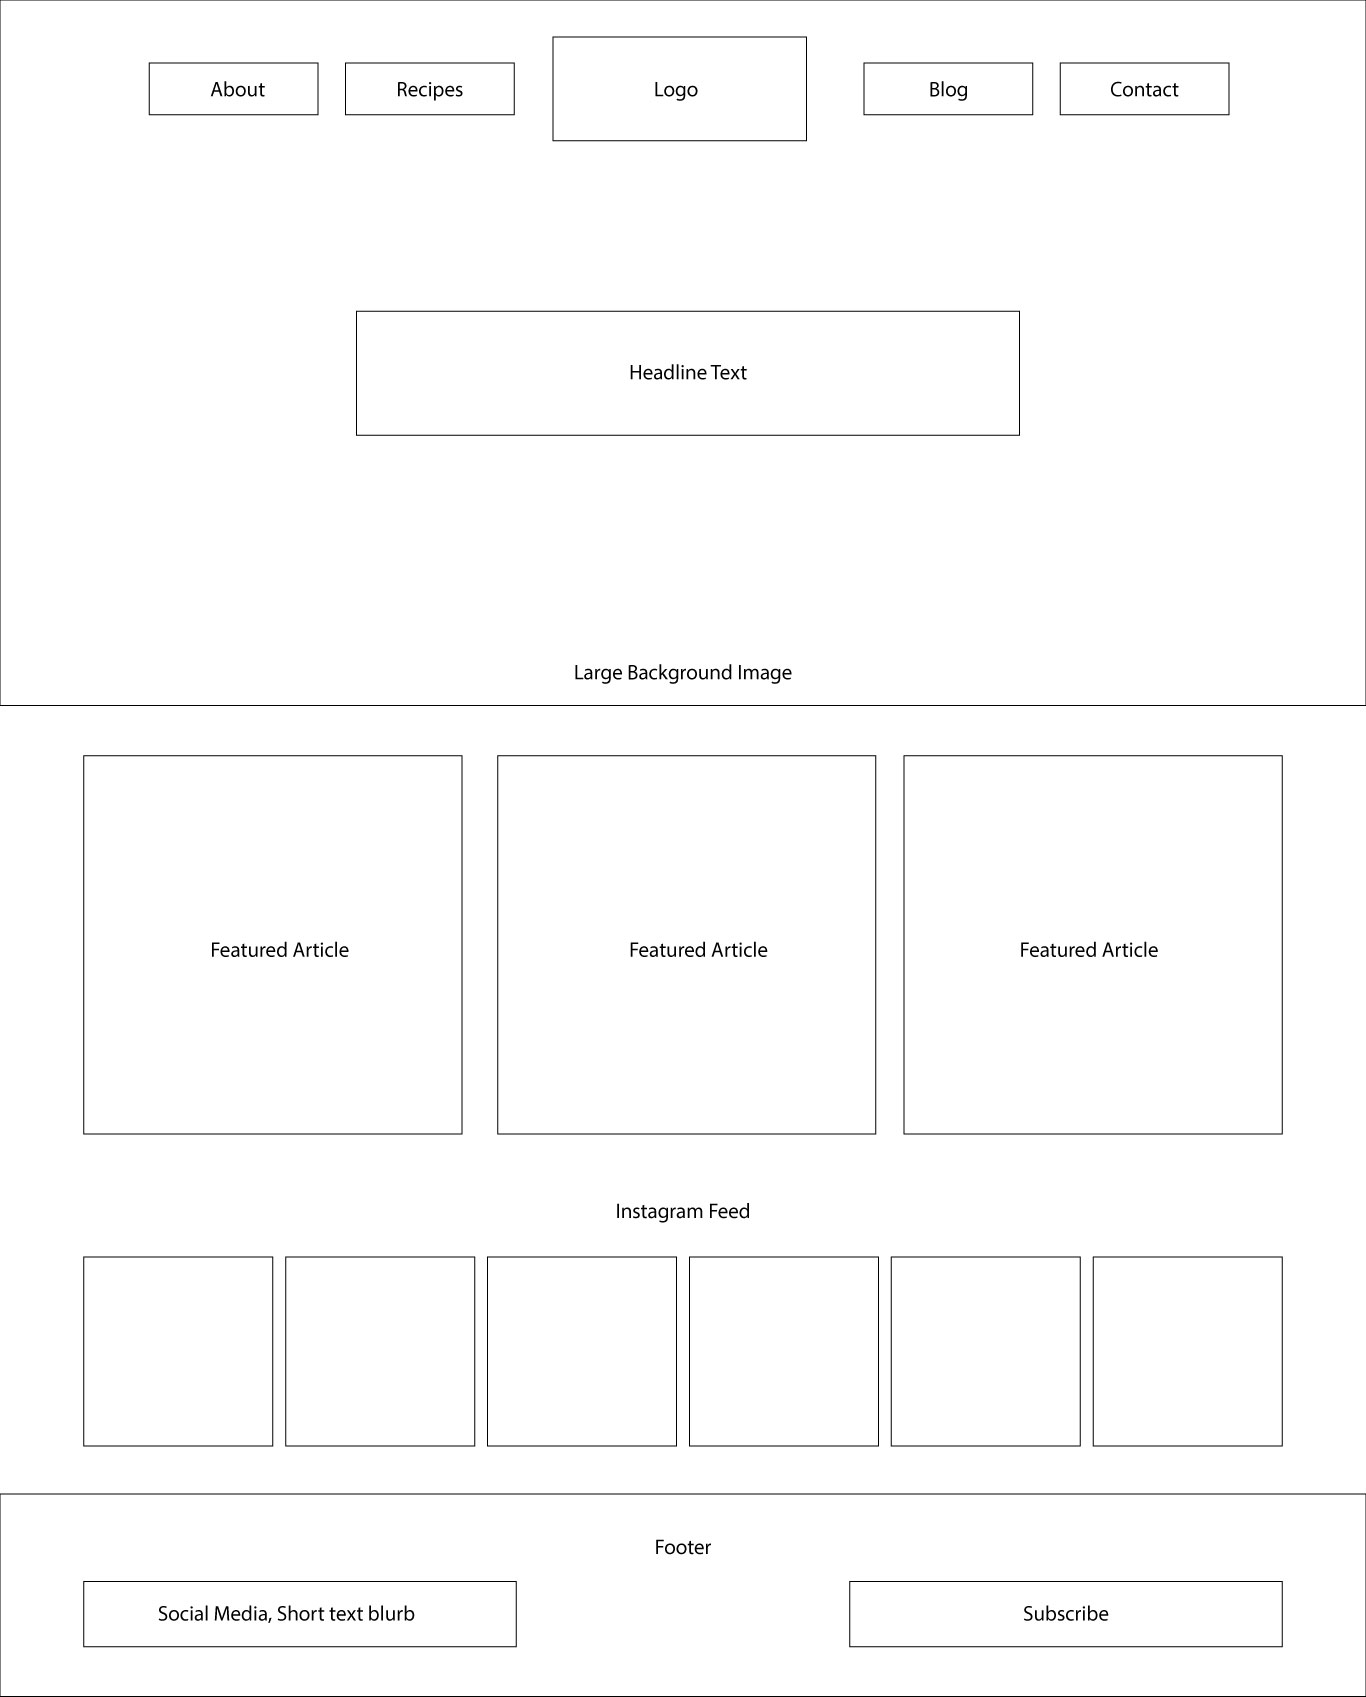 About
Recipes
Logo
Blog
Contact
Headline Text
Large Background Image
Featured Article
Featured Article
Featured Article
Instagram Feed
Footer
Social Media, Short text blurb
Subscribe